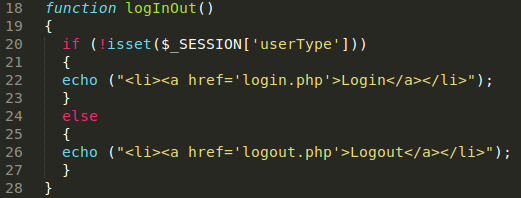 18 function logInOut()
19 {
20   if (!isset($_SESSION['userType']))
21   {
22   echo ("<li><a href='login.php'>Login</a></li>");
23   }
24   else
25   {
26   echo ("<li><a href='logout.php'>Logout</a></li>");
27   }
28 }